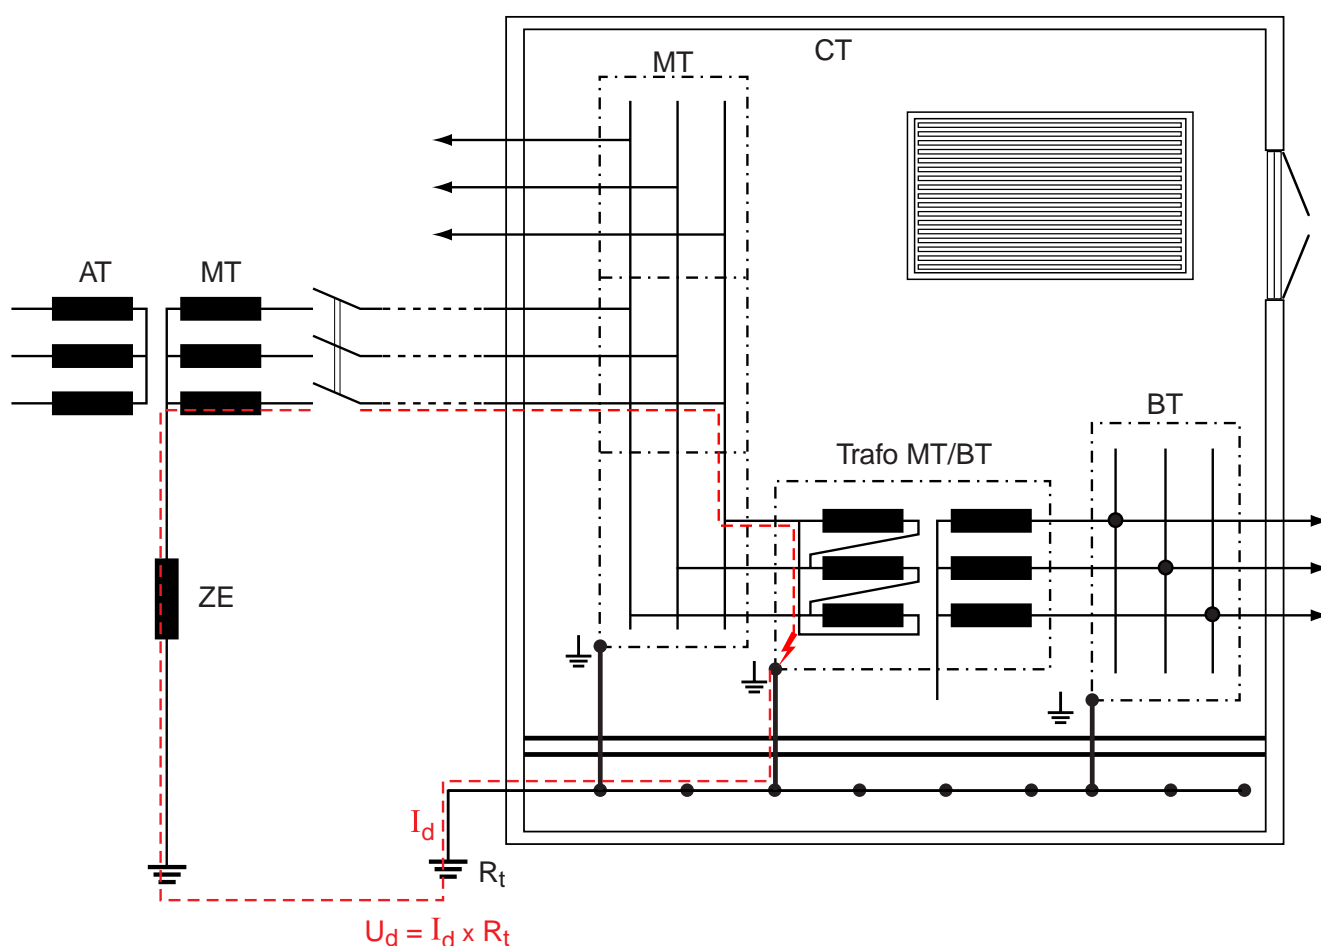 CT
MT
AT
MT
BT
Trafo MT/BT
ZE
Id
Rt
Ud = Id x Rt